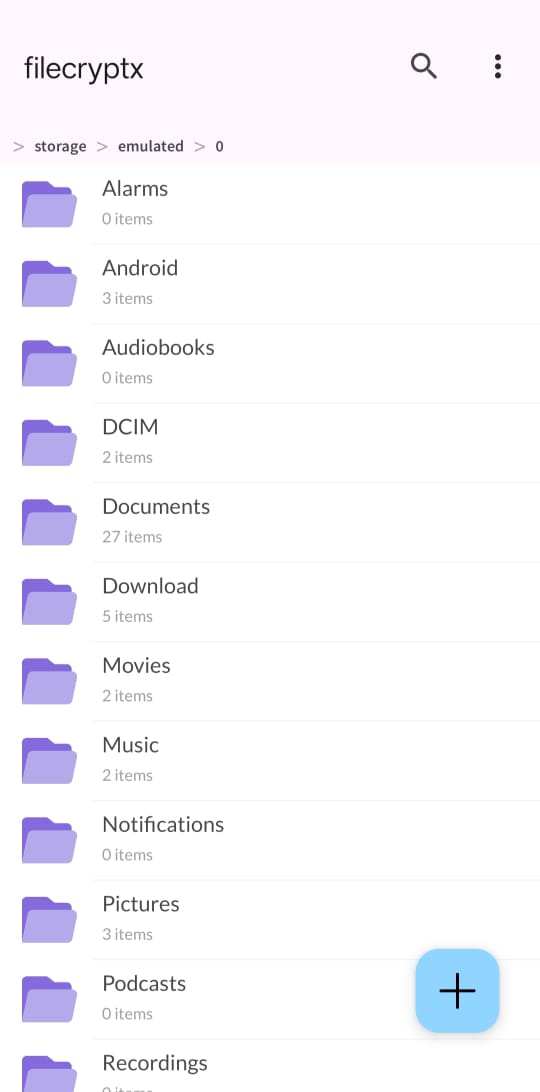 filecryptx
> storage > emulated > 0
Alarms
0 items
Android
3 items
Audiobooks
0 items
DCIM
2 items
Documents
27 items
Download
5 items
Movies
2 items
Music
2 items
Notifications
0 items
Pictures
3 items
Podcasts
0 items
Recordings